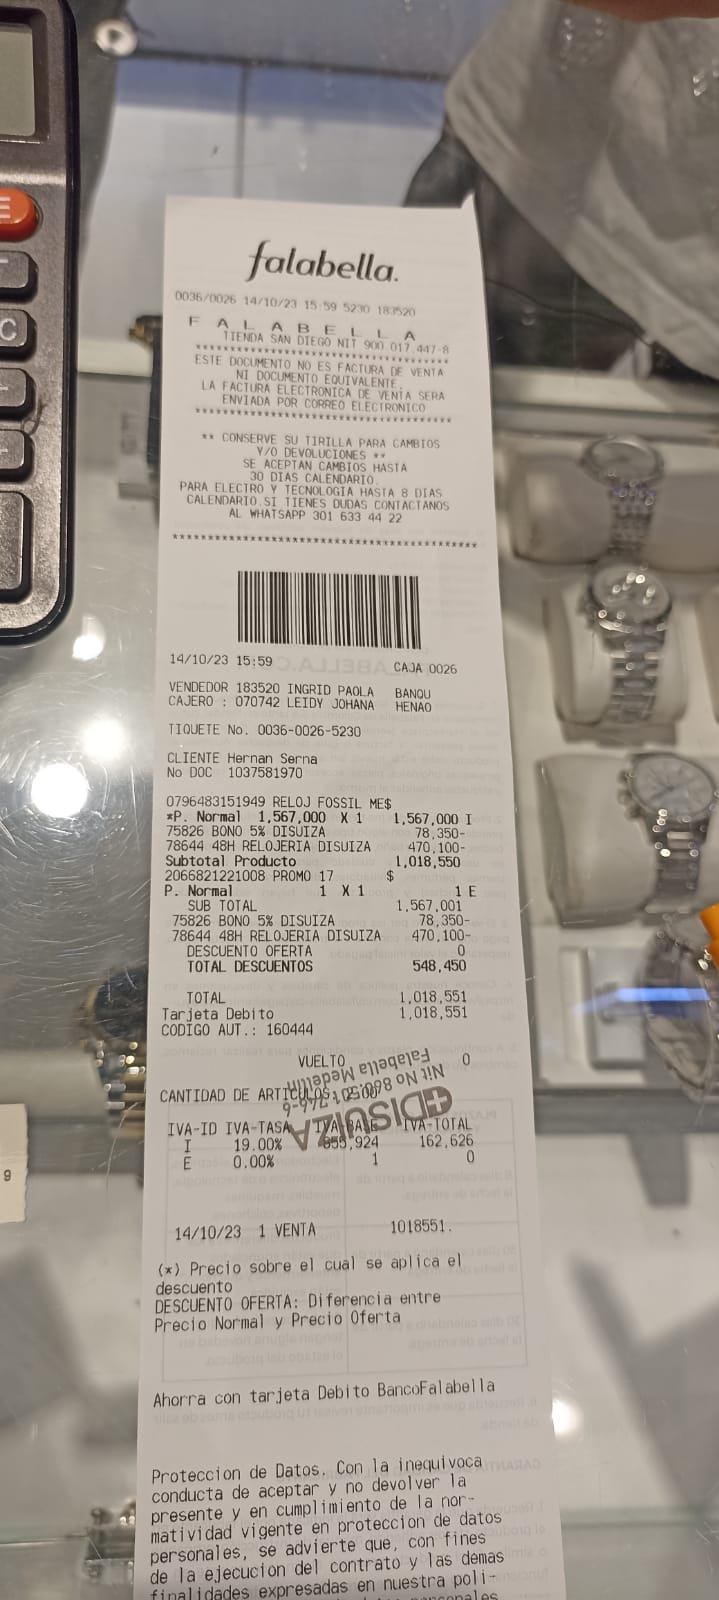 falabella.
0036/0026 14/10/23 15:59 5230 183520
F A L A B E L L A
TIENDA SAN DIEGO NIT 900.017.447-8
****************************************
ESTE DOCUMENTO NO ES FACTURA DE VENTA
NI DOCUMENTO EQUIVALENTE.
LA FACTURA ELECTRONICA DE VENTA SERA
ENVIADA POR CORREO ELECTRONICO
****************************************
** CONSERVE SU TIRILLA PARA CAMBIOS
Y/O DEVOLUCIONES **
SE ACEPTAN CAMBIOS HASTA
30 DIAS CALENDARIO.
PARA ELECTRO Y TECNOLOGIA HASTA 8 DIAS
CALENDARIO.SI TIENES DUDAS CONTACTANOS
AL WHATSAPP 301 633 44 22
****************************************
14/10/23 15:59 CAJA 0026
VENDEDOR 183520 INGRID PAOLA BANQU
CAJERO : 070742 LEIDY JOHANA HENAO
TIQUETE No. 0036-0026-5230
CLIENTE Hernan Serna
No DOC 1037581970
0796483151949 RELOJ FOSSIL ME$
*P. Normal 1,567,000 X 1 1,567,000 I
75826 BONO 5% DISUIZA 78,350-
78644 48H RELOJERIA DISUIZA 470,100-
Subtotal Producto 1,018,550
2066821221008 PROMO 17 $
P. Normal 1 X 1 1 E
SUB TOTAL 1,567,001
75826 BONO 5% DISUIZA 78,350-
78644 48H RELOJERIA DISUIZA 470,100-
DESCUENTO OFERTA 0
TOTAL DESCUENTOS 548,450
TOTAL 1,018,551
Tarjeta Debito 1,018,551
CODIGO AUT.: 160444
VUELTO 0
Falabella Medellin
CANTIDAD DE ARTICULOS:
DISUIZA
IVA-ID IVA-TASA IVA-BASE IVA-TOTAL
I 19.00% 855,924 162,626
E 0.00% 1 0
14/10/23 1 VENTA 1018551.
(*) Precio sobre el cual se aplica el
descuento
DESCUENTO OFERTA: Diferencia entre
Precio Normal y Precio Oferta
Ahorra con tarjeta Debito BancoFalabella
Proteccion de Datos. Con la inequivoca
conducta de aceptar y no devolver la
presente y en cumplimiento de la nor-
matividad vigente en proteccion de datos
personales, se advierte que, con fines
de la ejecucion del contrato y las demas
finalidades expresadas en nuestra poli-
9
C
E